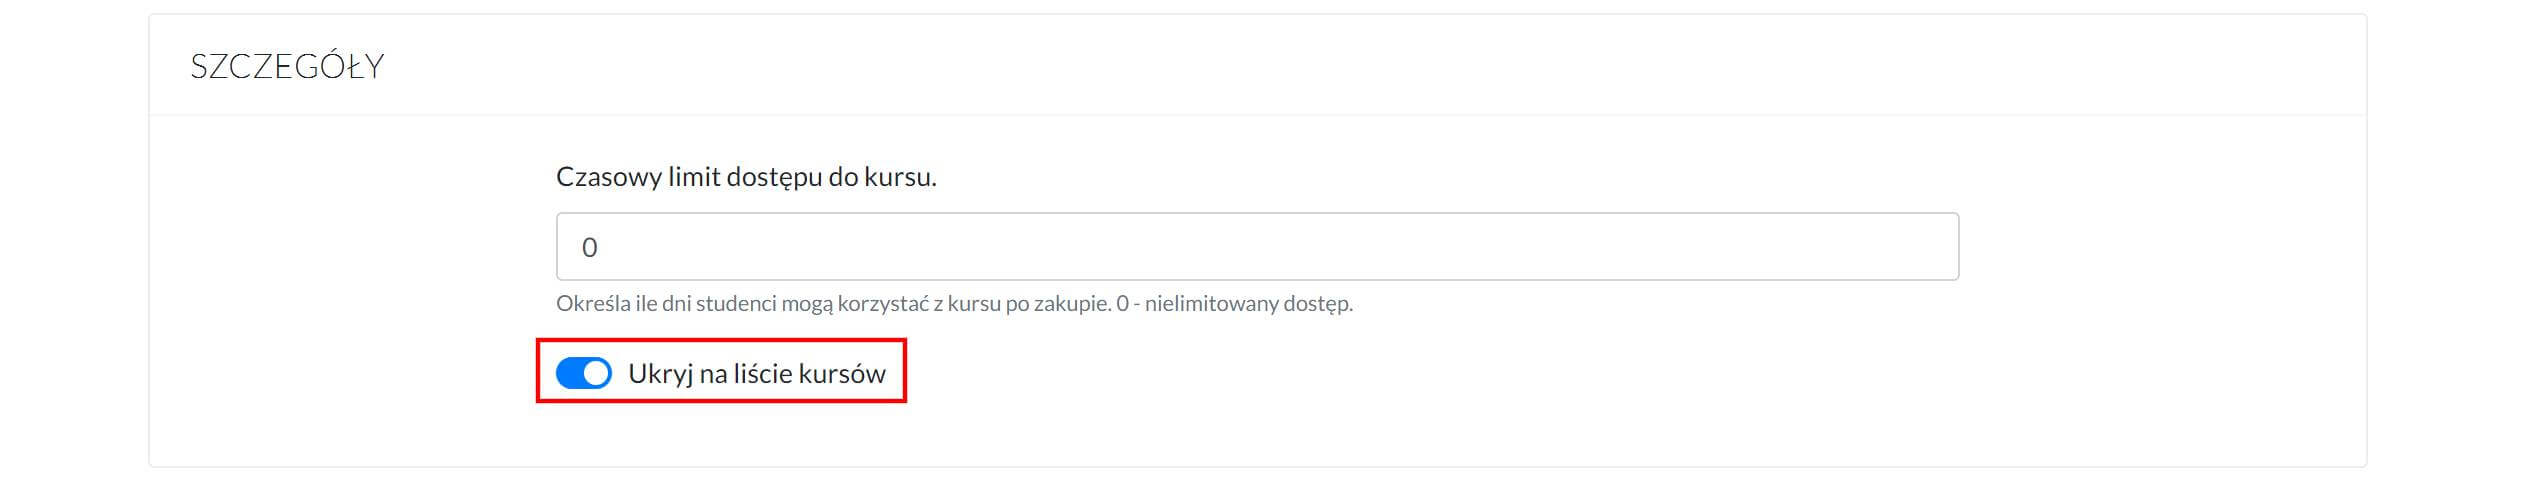 SZCZEGÓŁY
Czasowy limit dostępu do kursu.
0
Określa ile dni studenci mogą korzystać z kursu po zakupie. 0 - nielimitowany dostęp.
Ukryj na liście kursów